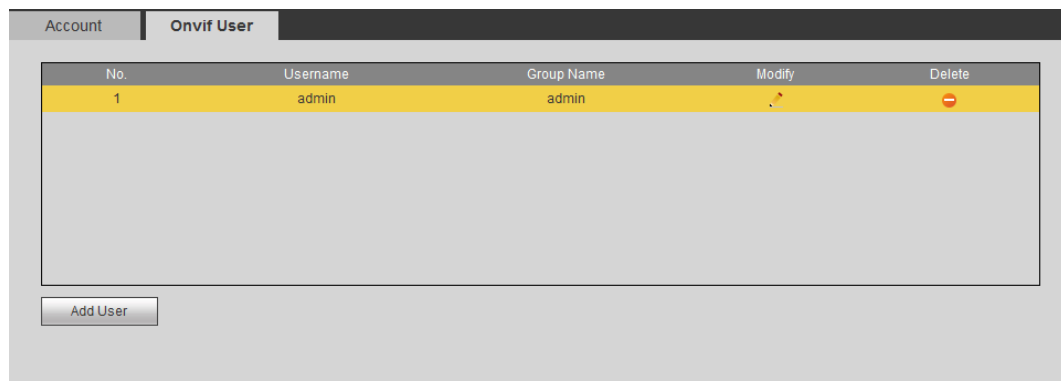 Account Onvif User
No. Username Group Name Modify Delete
1 admin admin
Add User